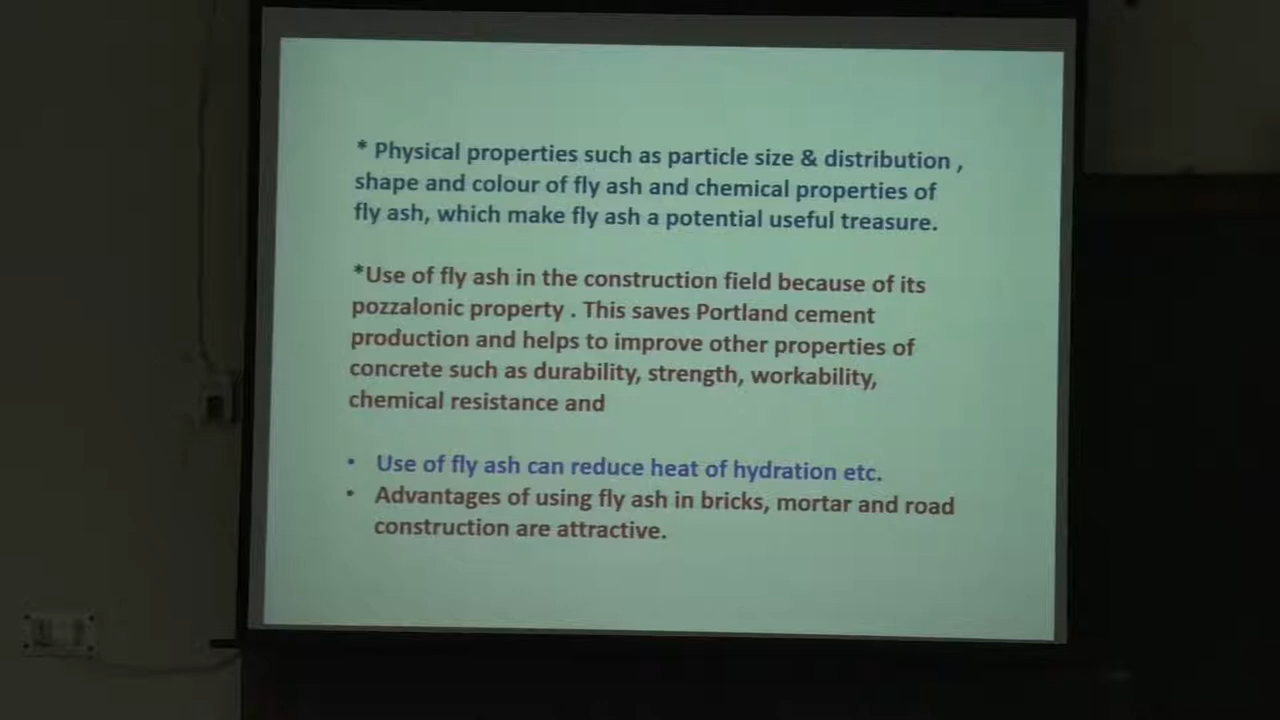 * Physical properties such as particle size & distribution ,
shape and colour of fly ash and chemical properties of
fly ash, which make fly ash a potential useful treasure.
*Use of fly ash in the construction field because of its
pozzalonic property . This saves Portland cement
production and helps to improve other properties of
concrete such as durability, strength, workability,
chemical resistance and
• Use of fly ash can reduce heat of hydration etc.
• Advantages of using fly ash in bricks, mortar and road
construction are attractive.